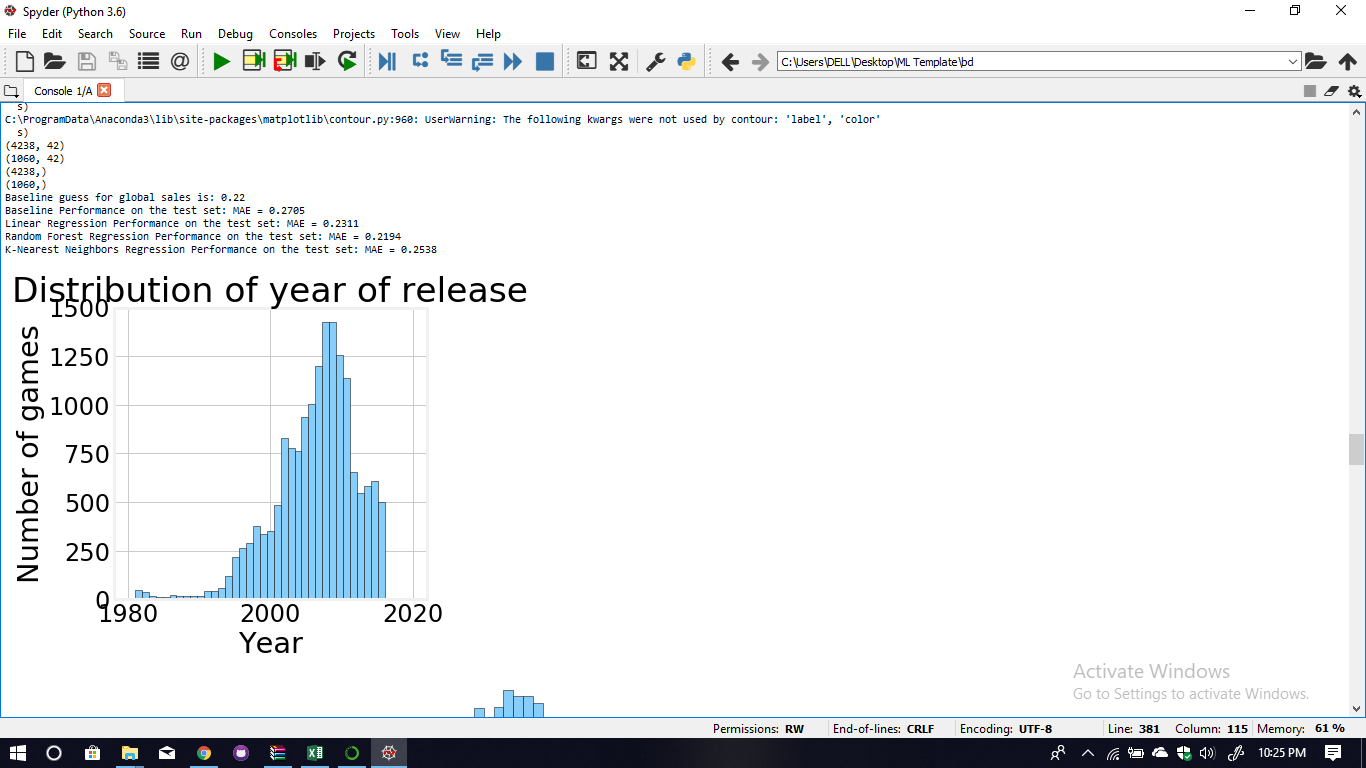 Spyder (Python 3.6)
File Edit Search Source Run Debug Consoles Projects Tools View Help
C:\Users\DELL\Desktop\ML Template\bd
Console 1/A
s)
C:\ProgramData\Anaconda3\lib\site-packages\matplotlib\contour.py:960: UserWarning: The following kwargs were not used by contour: 'label', 'color'
s)
(4238, 42)
(1060, 42)
(4238,)
(1060,)
Baseline guess for global sales is: 0.22
Baseline Performance on the test set: MAE = 0.2705
Linear Regression Performance on the test set: MAE = 0.2311
Random Forest Regression Performance on the test set: MAE = 0.2194
K-Nearest Neighbors Regression Performance on the test set: MAE = 0.2538
Distribution of year of release
1500
1250
1000
750
500
250
0
Number of games
1980 2000 2020
Year
Activate Windows
Go to Settings to activate Windows.
Permissions: RW End-of-lines: CRLF Encoding: UTF-8 Line: 381 Column: 115 Memory: 61 %
10:25 PM